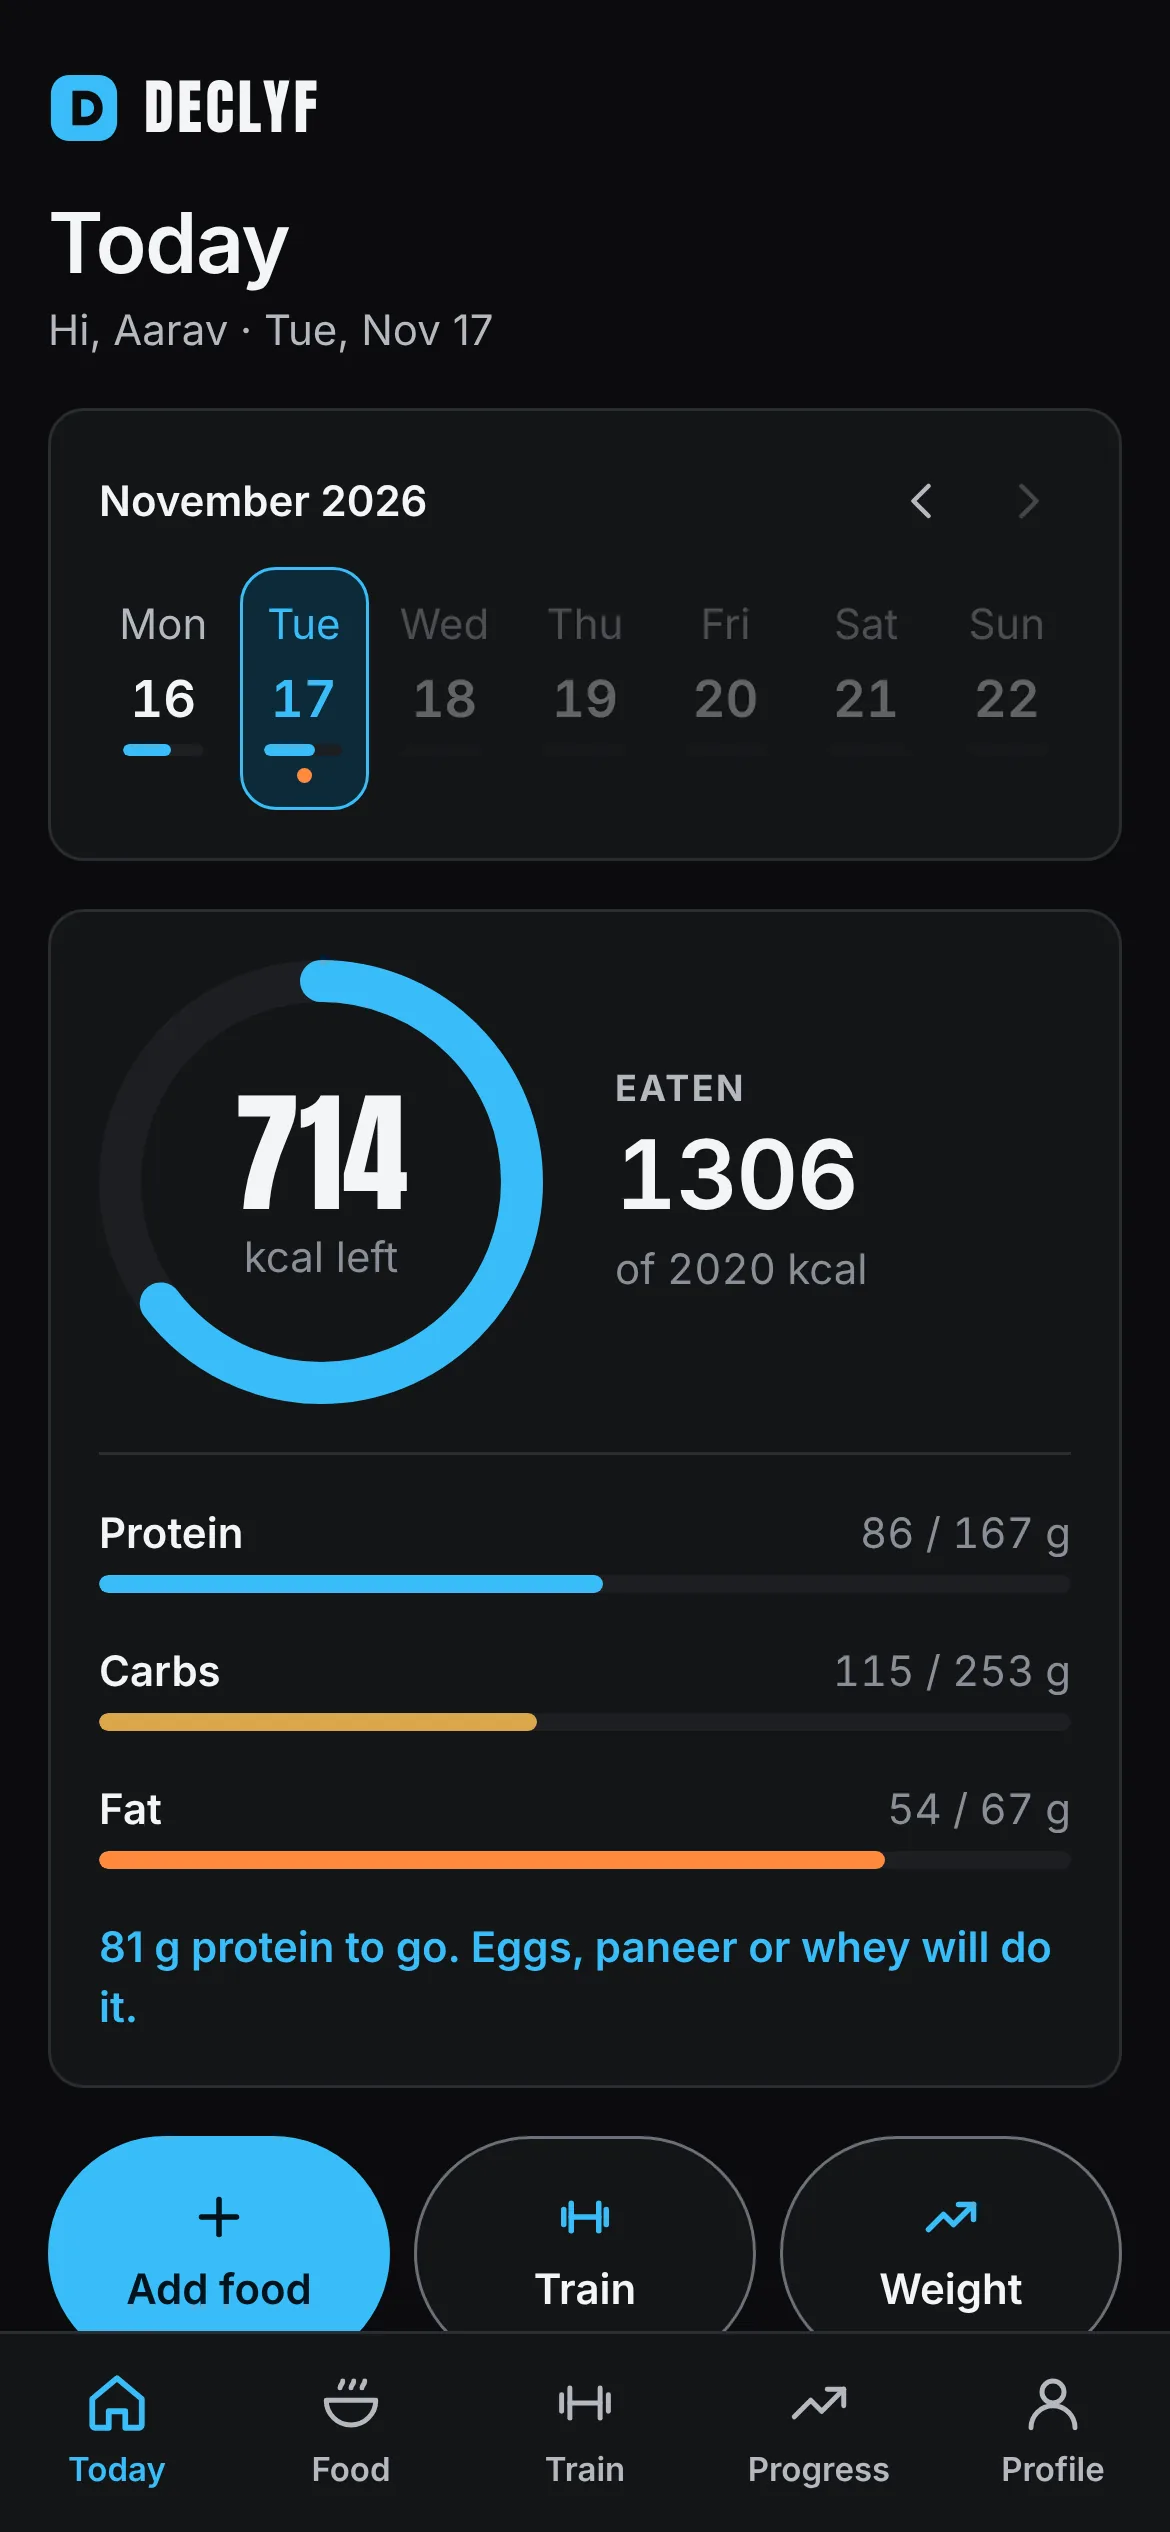 D DECLYF
Today
Hi, Aarav · Tue, Nov 17
November 2026
Mon Tue Wed Thu Fri Sat Sun
16 17 18 19 20 21 22
714
kcal left
EATEN
1306
of 2020 kcal
Protein 86 / 167 g
Carbs 115 / 253 g
Fat 54 / 67 g
81 g protein to go. Eggs, paneer or whey will do
it.
Add food Train Weight
Today Food Train Progress Profile